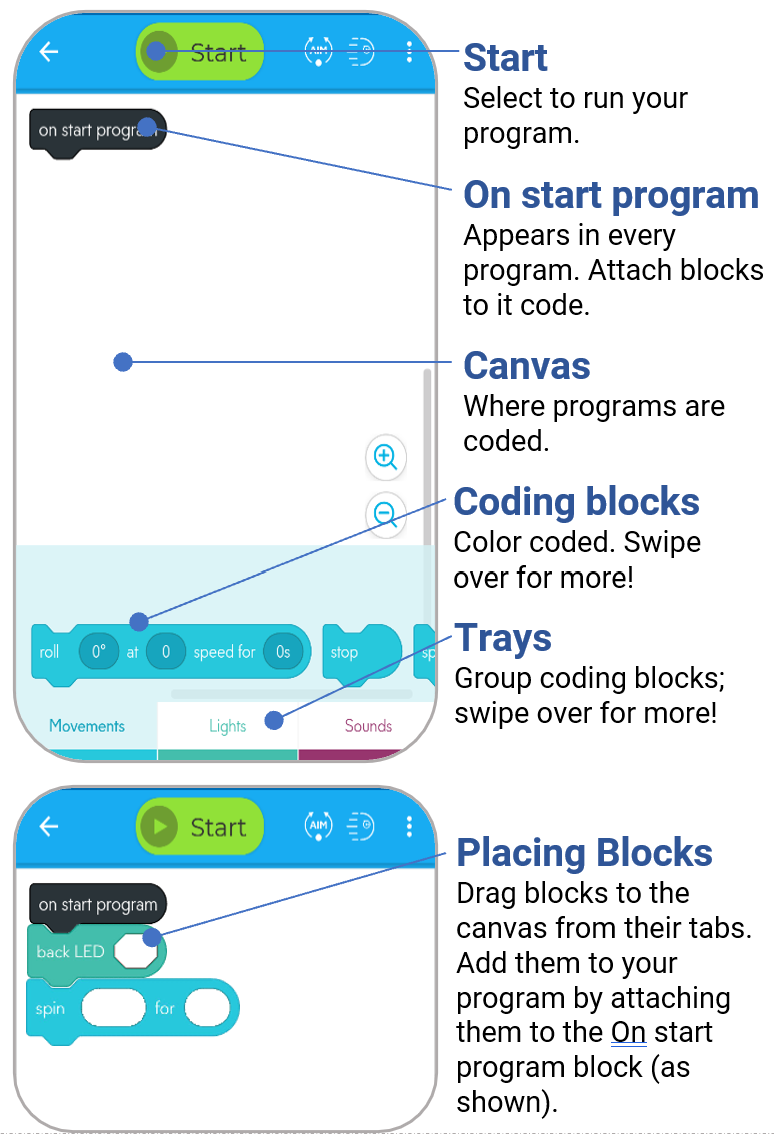 Start
AIM
Start
Select to run your
program.
on start program
On start program
Appears in every
program. Attach blocks
to it code.
Canvas
Where programs are
coded.
Coding blocks
Color coded. Swipe
over for more!
roll 0° at 0 speed for 0s
stop
sp
Trays
Group coding blocks;
swipe over for more!
Movements
Lights
Sounds
Start
AIM
on start program
back LED
spin for
Placing Blocks
Drag blocks to the
canvas from their tabs.
Add them to your
program by attaching
them to the On start
program block (as
shown).